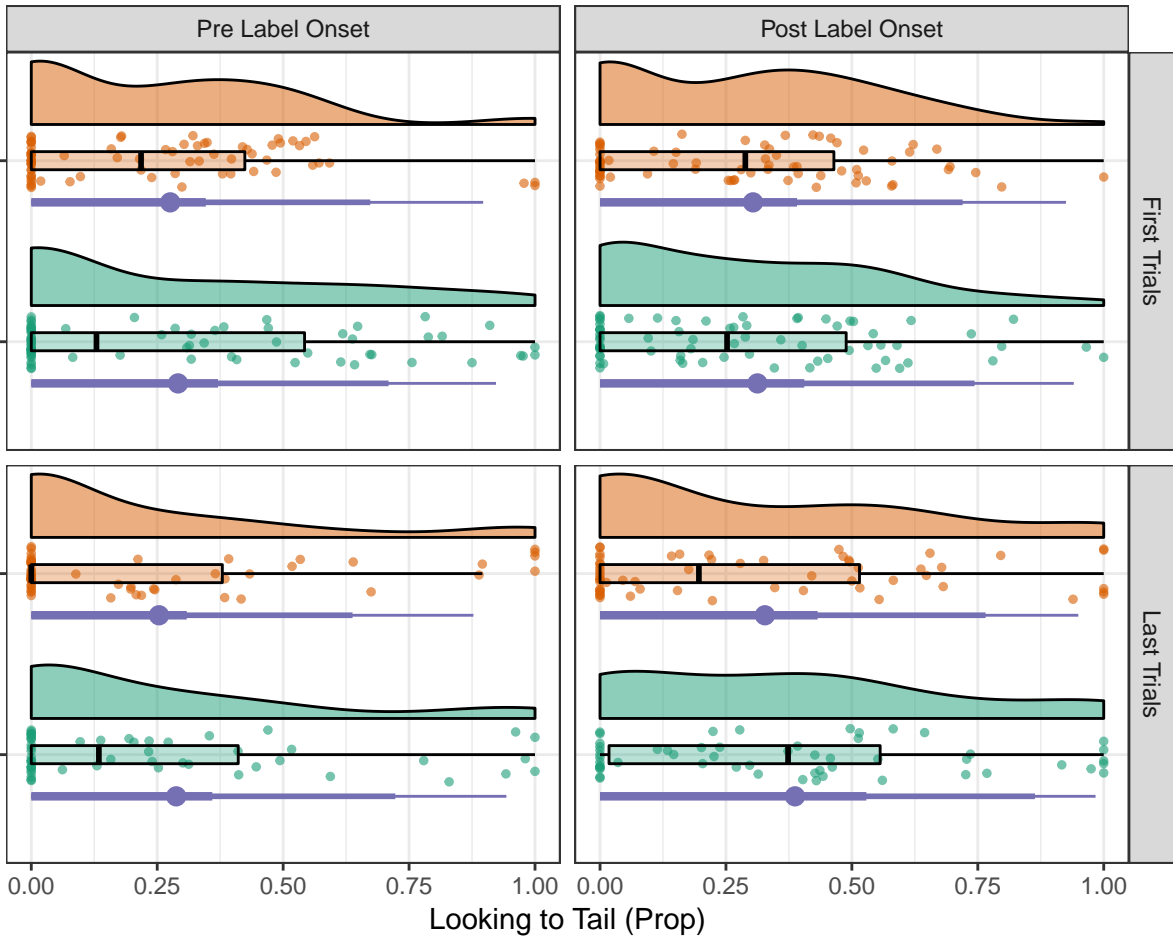 Pre Label Onset
Post Label Onset
First Trials
Last Trials
0.00 0.25 0.50 0.75 1.00
0.00 0.25 0.50 0.75 1.00
Looking to Tail (Prop)